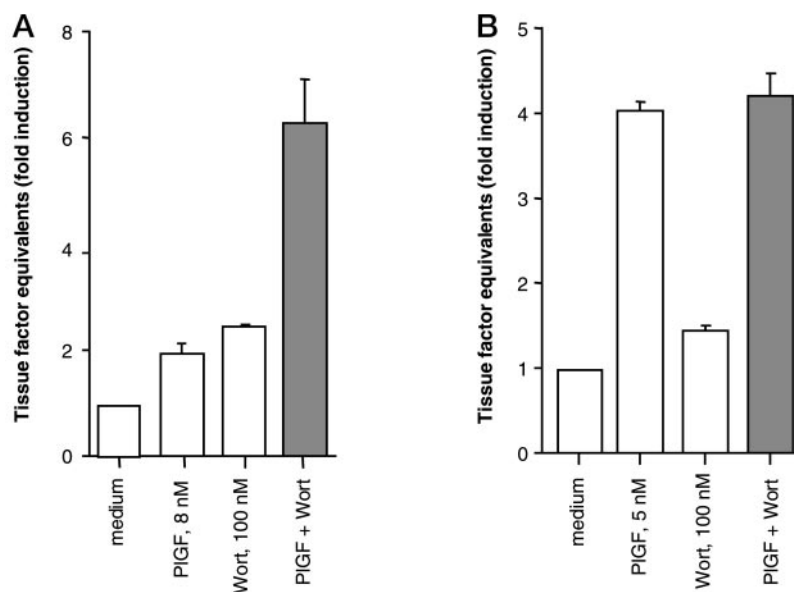 A
Tissue factor equivalents (fold induction)
8
6
4
2
0
medium
PlGF, 8 nM
Wort, 100 nM
PlGF + Wort
B
Tissue factor equivalents (fold induction)
5
4
3
2
1
0
medium
PlGF, 5 nM
Wort, 100 nM
PlGF + Wort